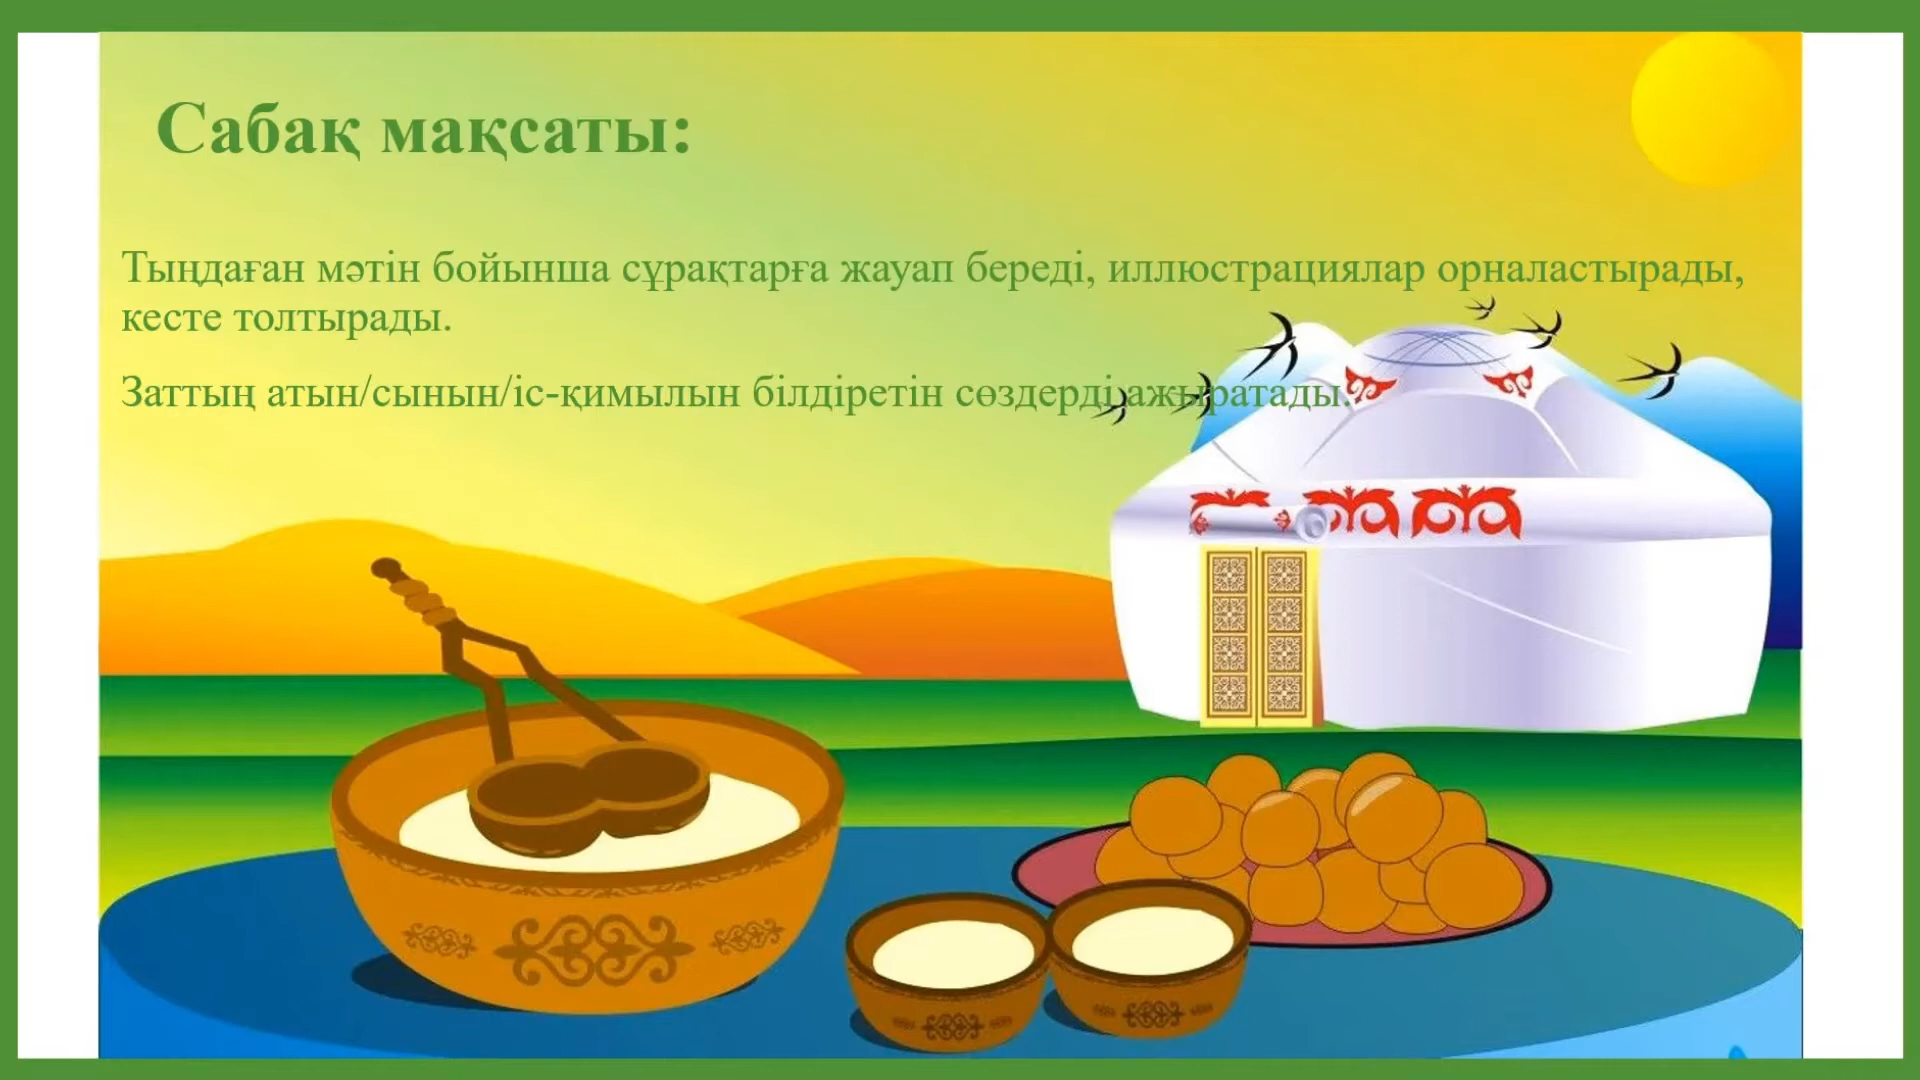 Сабақ мақсаты:
Тыңдаған мәтін бойынша сұрақтарға жауап береді, иллюстрациялар орналастырады,
кесте толтырады.
Заттың атын/сынын/іс-қимылын білдіретін сөздерді ажыратады.